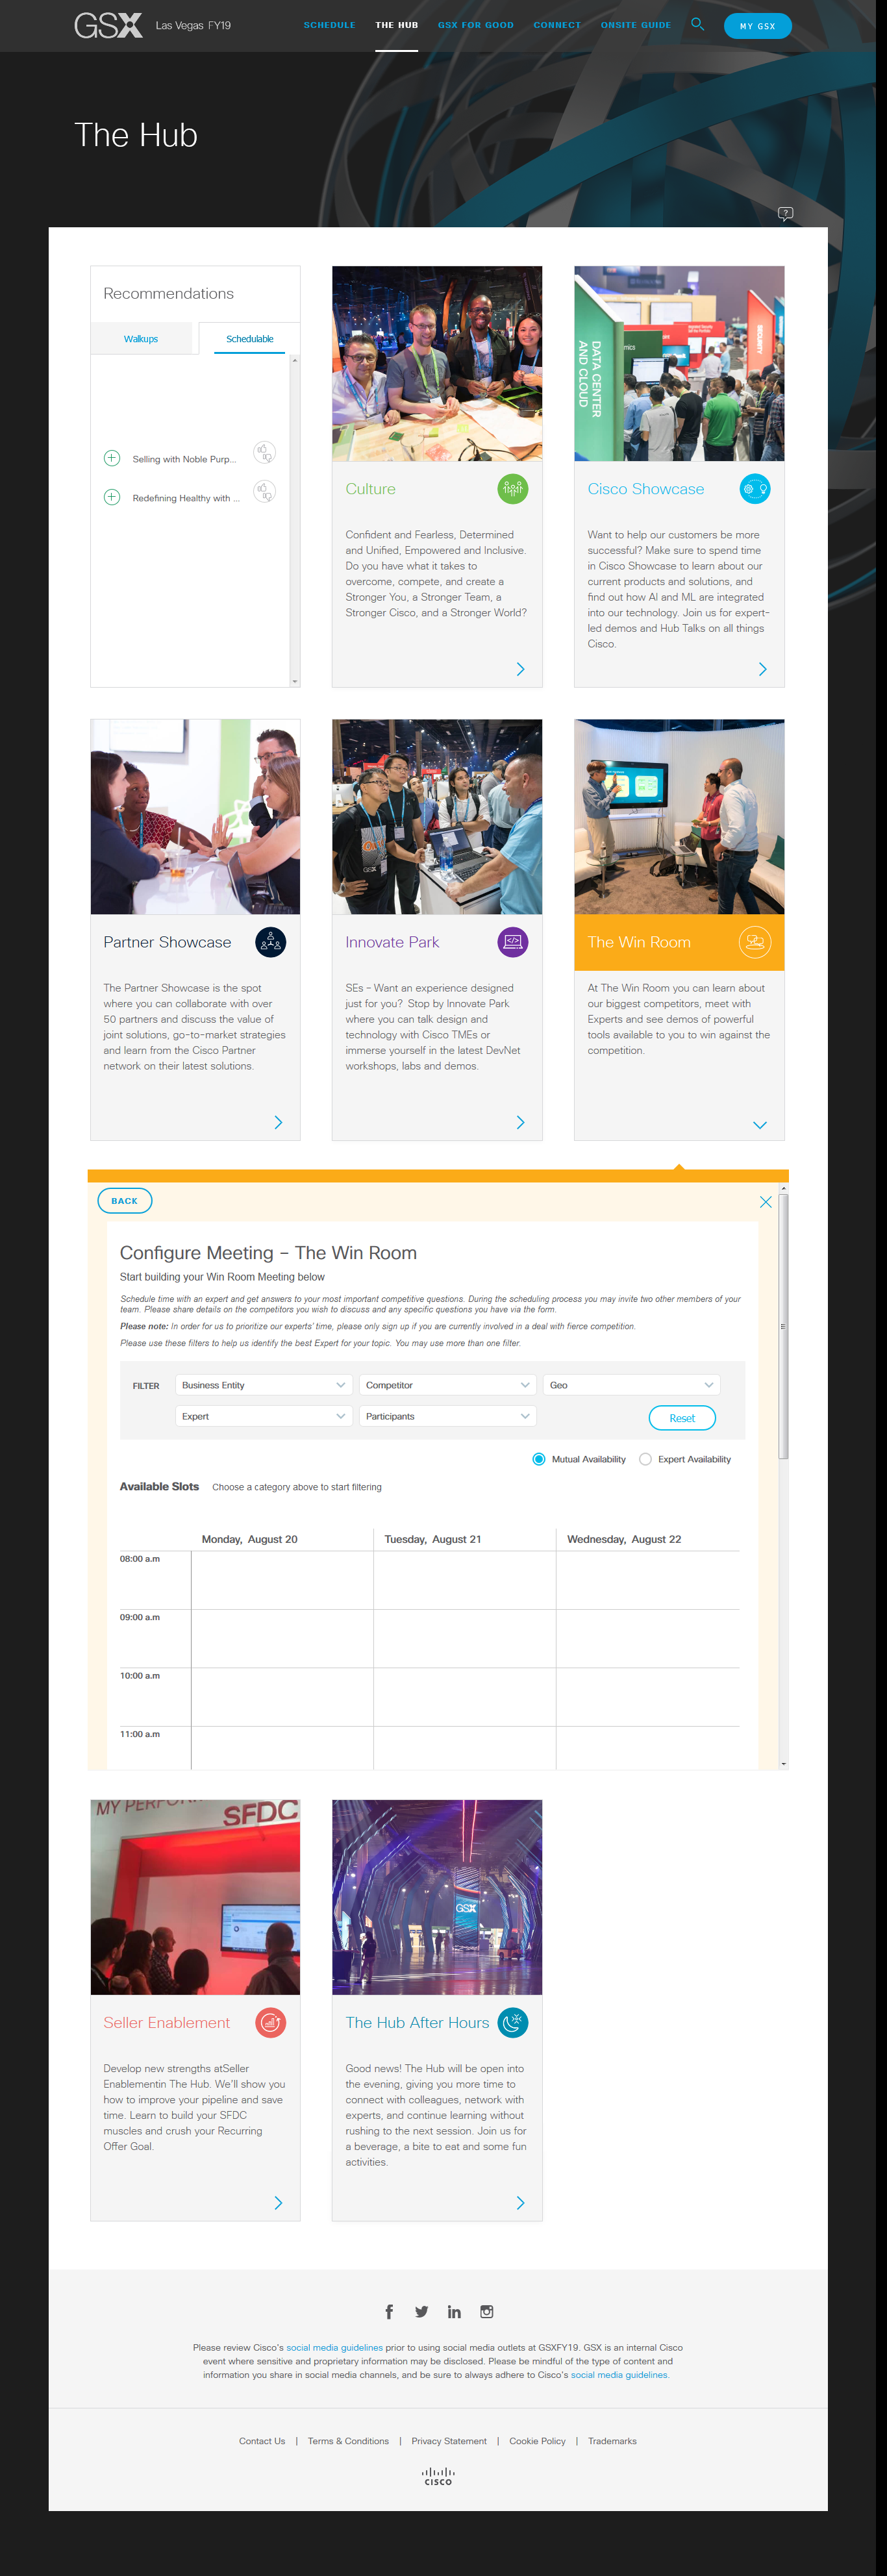 GSX Las Vegas FY19
SCHEDULE THE HUB GSX FOR GOOD CONNECT ONSITE GUIDE MY GSX
The Hub
?
Recommendations
Walkups Schedulable
Selling with Noble Purp...
Redefining Healthy with ...
DATA CENTER
AND CLOUD
SECURITY
Culture
Confident and Fearless, Determined
and Unified, Empowered and Inclusive.
Do you have what it takes to
overcome, compete, and create a
Stronger You, a Stronger Team, a
Stronger Cisco, and a Stronger World?
Cisco Showcase
Want to help our customers be more
successful? Make sure to spend time
in Cisco Showcase to learn about our
current products and solutions, and
find out how AI and ML are integrated
into our technology. Join us for expert-
led demos and Hub Talks on all things
Cisco.
Partner Showcase
The Partner Showcase is the spot
where you can collaborate with over
50 partners and discuss the value of
joint solutions, go-to-market strategies
and learn from the Cisco Partner
network on their latest solutions.
GSX
Innovate Park
</>
SEs - Want an experience designed
just for you? Stop by Innovate Park
where you can talk design and
technology with Cisco TMEs or
immerse yourself in the latest DevNet
workshops, labs and demos.
The Win Room
At The Win Room you can learn about
our biggest competitors, meet with
Experts and see demos of powerful
tools available to you to win against the
competition.
BACK
Configure Meeting - The Win Room
Start building your Win Room Meeting below
Schedule time with an expert and get answers to your most important competitive questions. During the scheduling process you may invite two other members of your
team. Please share details on the competitors you wish to discuss and any specific questions you have via the form.
Please note: In order for us to prioritize our experts' time, please only sign up if you are currently involved in a deal with fierce competition.
Please use these filters to help us identify the best Expert for your topic. You may use more than one filter.
FILTER Business Entity Competitor Geo
Expert Participants Reset
Mutual Availability Expert Availability
Available Slots Choose a category above to start filtering
Monday, August 20 Tuesday, August 21 Wednesday, August 22
08:00 a.m
09:00 a.m
10:00 a.m
11:00 a.m
MY PERFOR
SFDC
Seller Enablement
Develop new strengths atSeller
Enablementin The Hub. We'll show you
how to improve your pipeline and save
time. Learn to build your SFDC
muscles and crush your Recurring
Offer Goal.
GSX
The Hub After Hours
Good news! The Hub will be open into
the evening, giving you more time to
connect with colleagues, network with
experts, and continue learning without
rushing to the next session. Join us for
a beverage, a bite to eat and some fun
activities.
Please review Cisco's social media guidelines prior to using social media outlets at GSXFY19. GSX is an internal Cisco
event where sensitive and proprietary information may be disclosed. Please be mindful of the type of content and
information you share in social media channels, and be sure to always adhere to Cisco's social media guidelines.
Contact Us | Terms & Conditions | Privacy Statement | Cookie Policy | Trademarks
CISCO